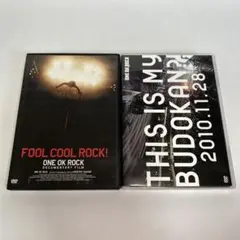 FOOL COOL ROCK!
ONE OK ROCK
DOCUMENTARY FILM
THIS IS MY
BUDOKAN?!
2010.11.28